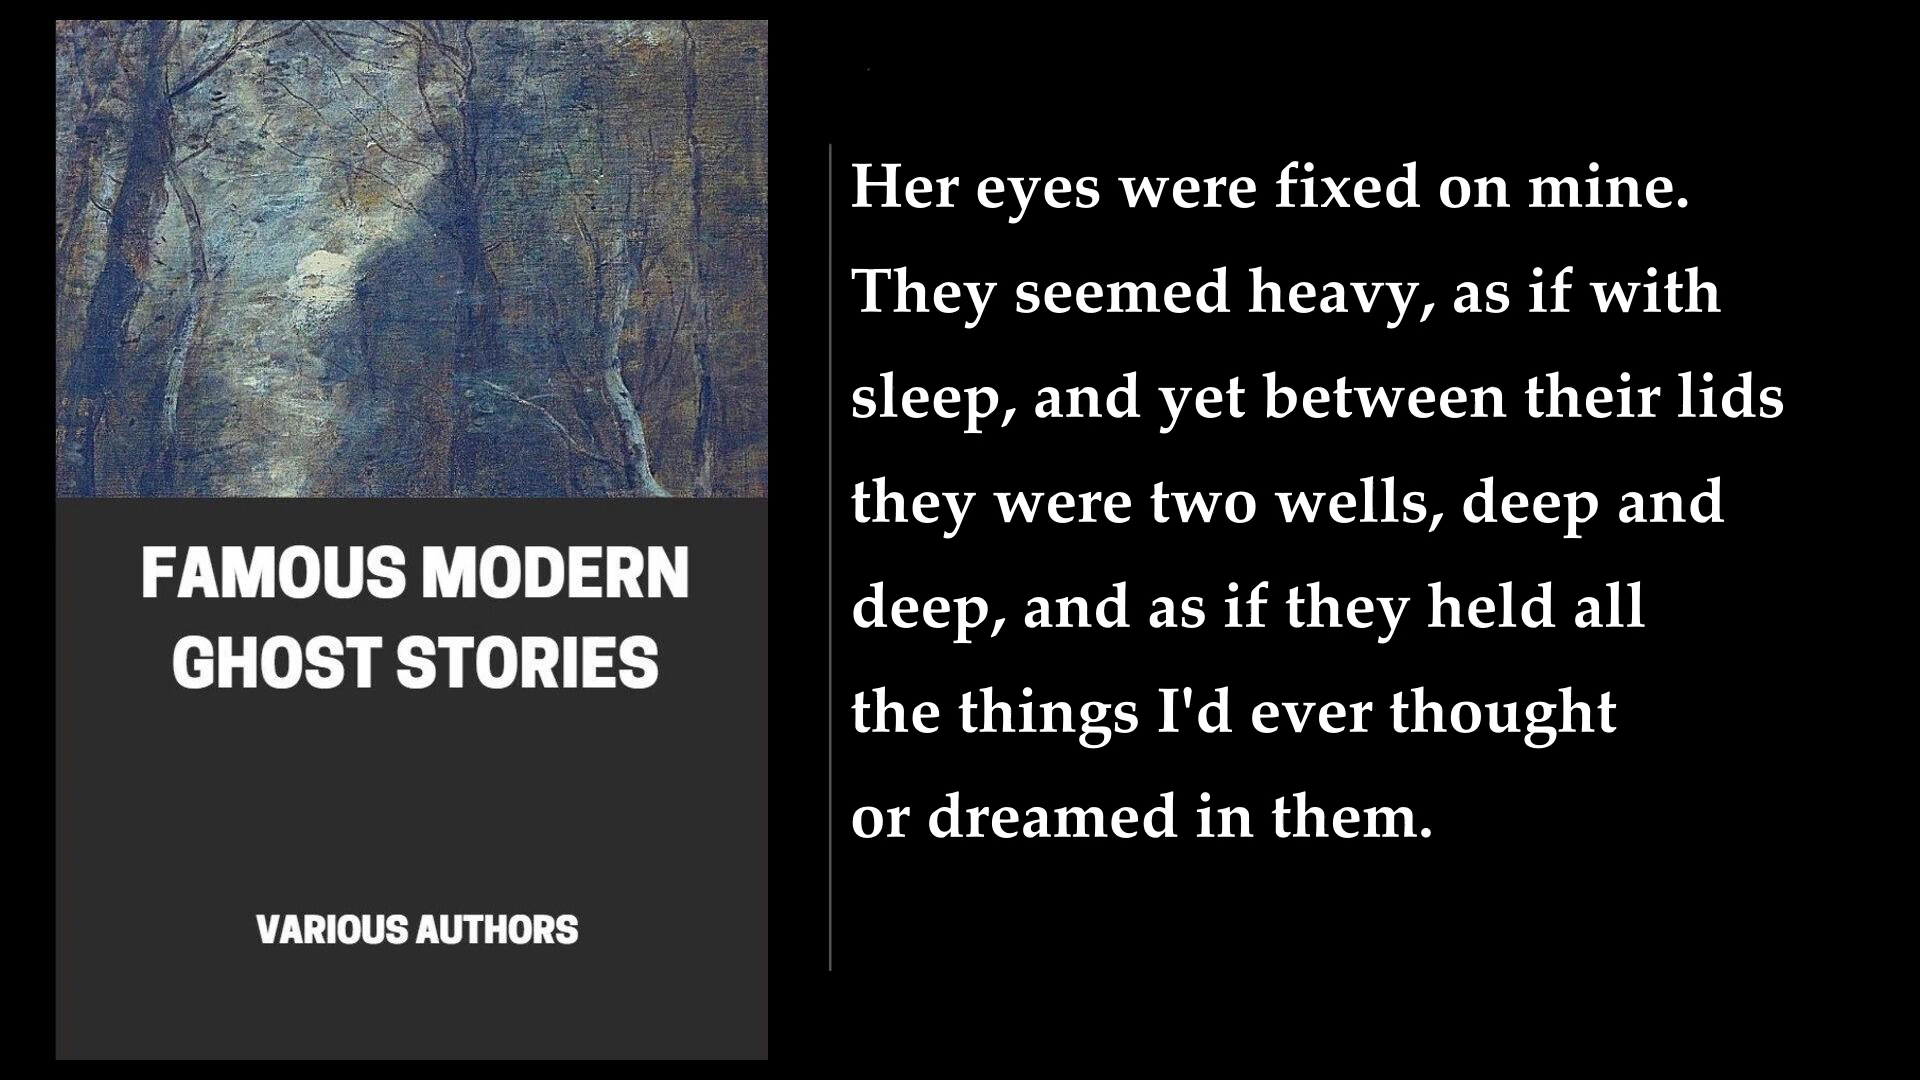 FAMOUS MODERN
GHOST STORIES
VARIOUS AUTHORS
Her eyes were fixed on mine.
They seemed heavy, as if with
sleep, and yet between their lids
they were two wells, deep and
deep, and as if they held all
the things I'd ever thought
or dreamed in them.